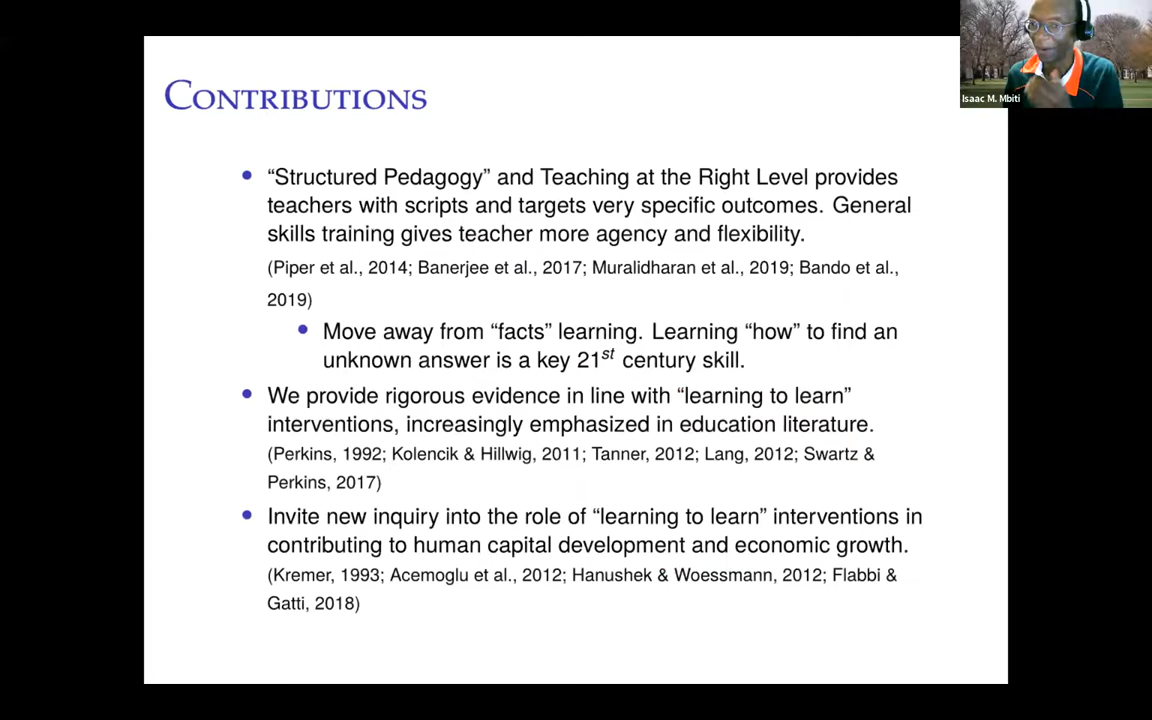 CONTRIBUTIONS
Isaac M. Mbiti
• “Structured Pedagogy” and Teaching at the Right Level provides
teachers with scripts and targets very specific outcomes. General
skills training gives teacher more agency and flexibility.
(Piper et al., 2014; Banerjee et al., 2017; Muralidharan et al., 2019; Bando et al.,
2019)
• Move away from “facts” learning. Learning “how” to find an
unknown answer is a key 21st century skill.
• We provide rigorous evidence in line with “learning to learn”
interventions, increasingly emphasized in education literature.
(Perkins, 1992; Kolencik & Hillwig, 2011; Tanner, 2012; Lang, 2012; Swartz &
Perkins, 2017)
• Invite new inquiry into the role of “learning to learn” interventions in
contributing to human capital development and economic growth.
(Kremer, 1993; Acemoglu et al., 2012; Hanushek & Woessmann, 2012; Flabbi &
Gatti, 2018)